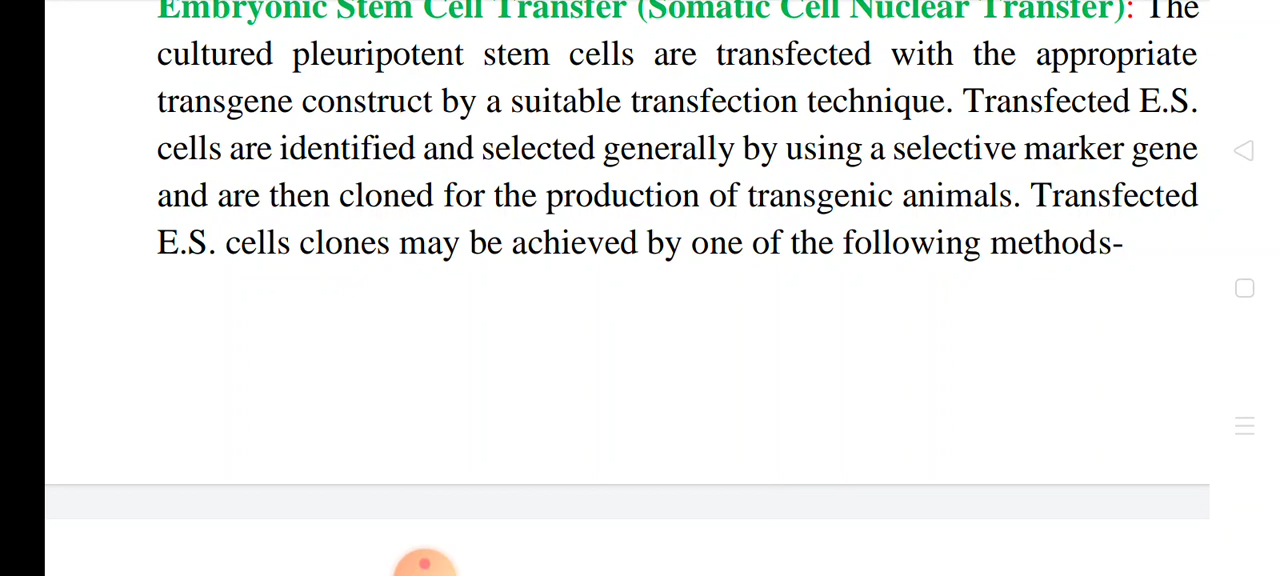 Embryonic Stem Cell Transfer (Somatic Cell Nuclear Transfer): The
cultured pleuripotent stem cells are transfected with the appropriate
transgene construct by a suitable transfection technique. Transfected E.S.
cells are identified and selected generally by using a selective marker gene
and are then cloned for the production of transgenic animals. Transfected
E.S. cells clones may be achieved by one of the following methods-